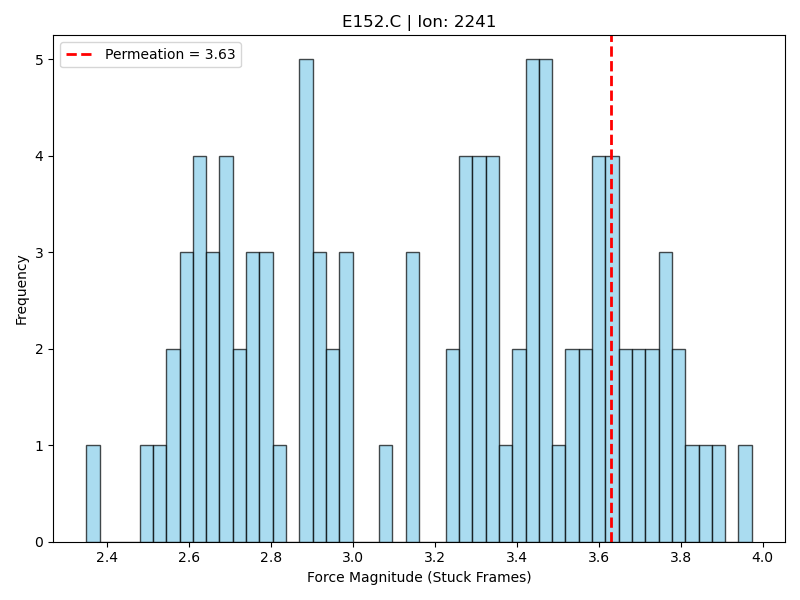 E152.C | Ion: 2241
Permeation = 3.63
Frequency
5
4
3
2
1
0
2.4 2.6 2.8 3.0 3.2 3.4 3.6 3.8 4.0
Force Magnitude (Stuck Frames)